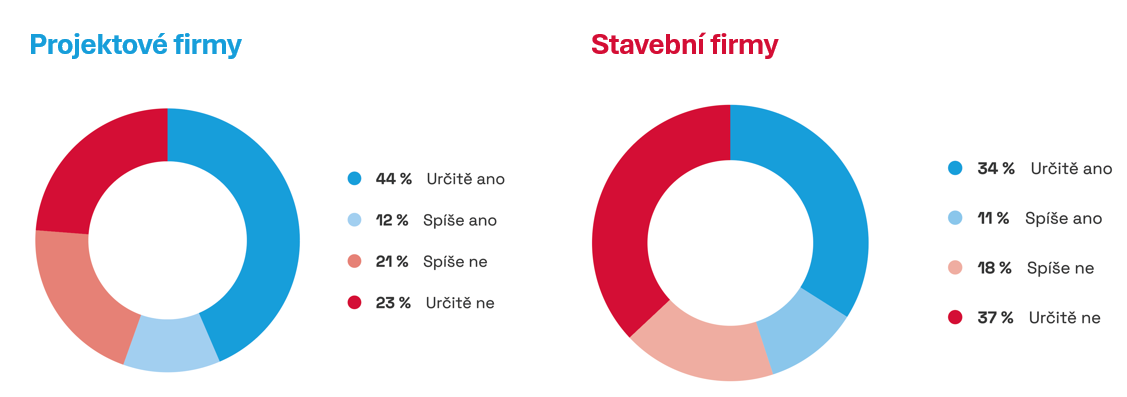 Projektové firmy
44 % Určitě ano
12 % Spíše ano
21 % Spíše ne
23 % Určitě ne
Stavební firmy
34 % Určitě ano
11 % Spíše ano
18 % Spíše ne
37 % Určitě ne